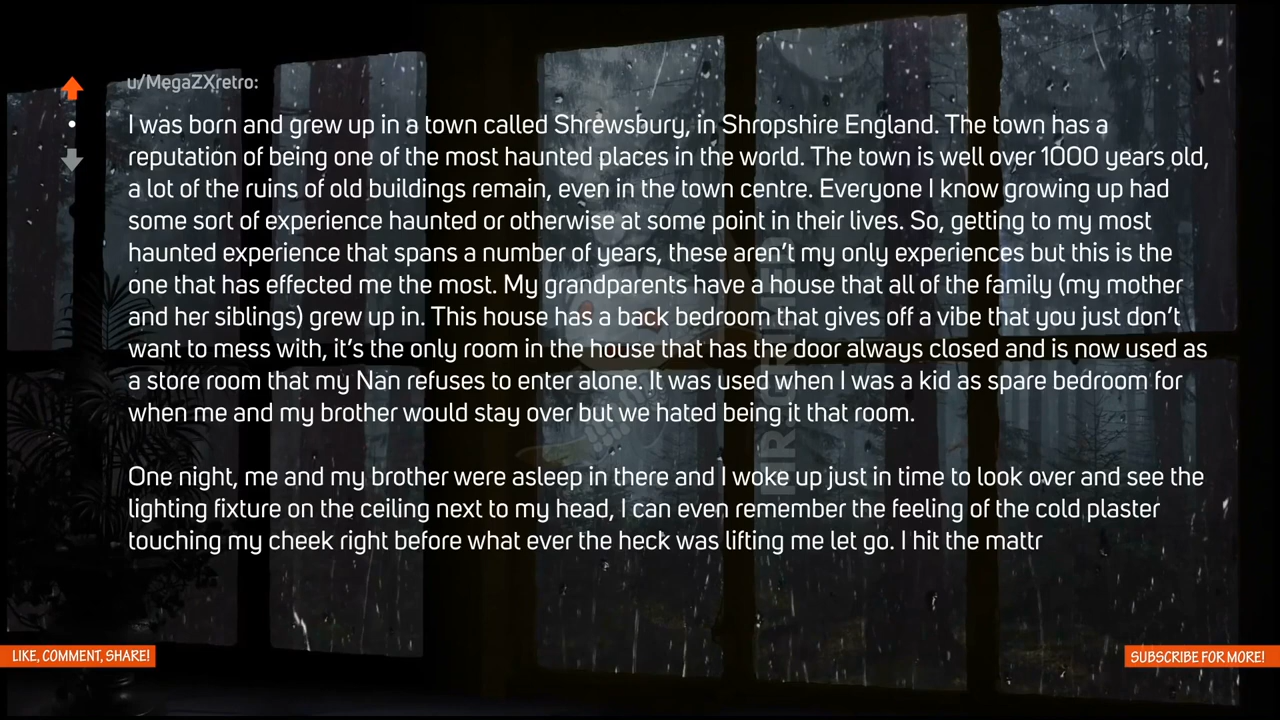 u/MegaZXretro:
I was born and grew up in a town called Shrewsbury, in Shropshire England. The town has a
reputation of being one of the most haunted places in the world. The town is well over 1000 years old,
a lot of the ruins of old buildings remain, even in the town centre. Everyone I know growing up had
some sort of experience haunted or otherwise at some point in their lives. So, getting to my most
haunted experience that spans a number of years, these aren't my only experiences but this is the
one that has effected me the most. My grandparents have a house that all of the family (my mother
and her siblings) grew up in. This house has a back bedroom that gives off a vibe that you just don't
want to mess with, it's the only room in the house that has the door always closed and is now used as
a store room that my Nan refuses to enter alone. It was used when I was a kid as spare bedroom for
when me and my brother would stay over but we hated being it that room.
One night, me and my brother were asleep in there and I woke up just in time to look over and see the
lighting fixture on the ceiling next to my head, I can even remember the feeling of the cold plaster
touching my cheek right before what ever the heck was lifting me let go. I hit the mattr
LIKE, COMMENT, SHARE!
SUBSCRIBE FOR MORE!